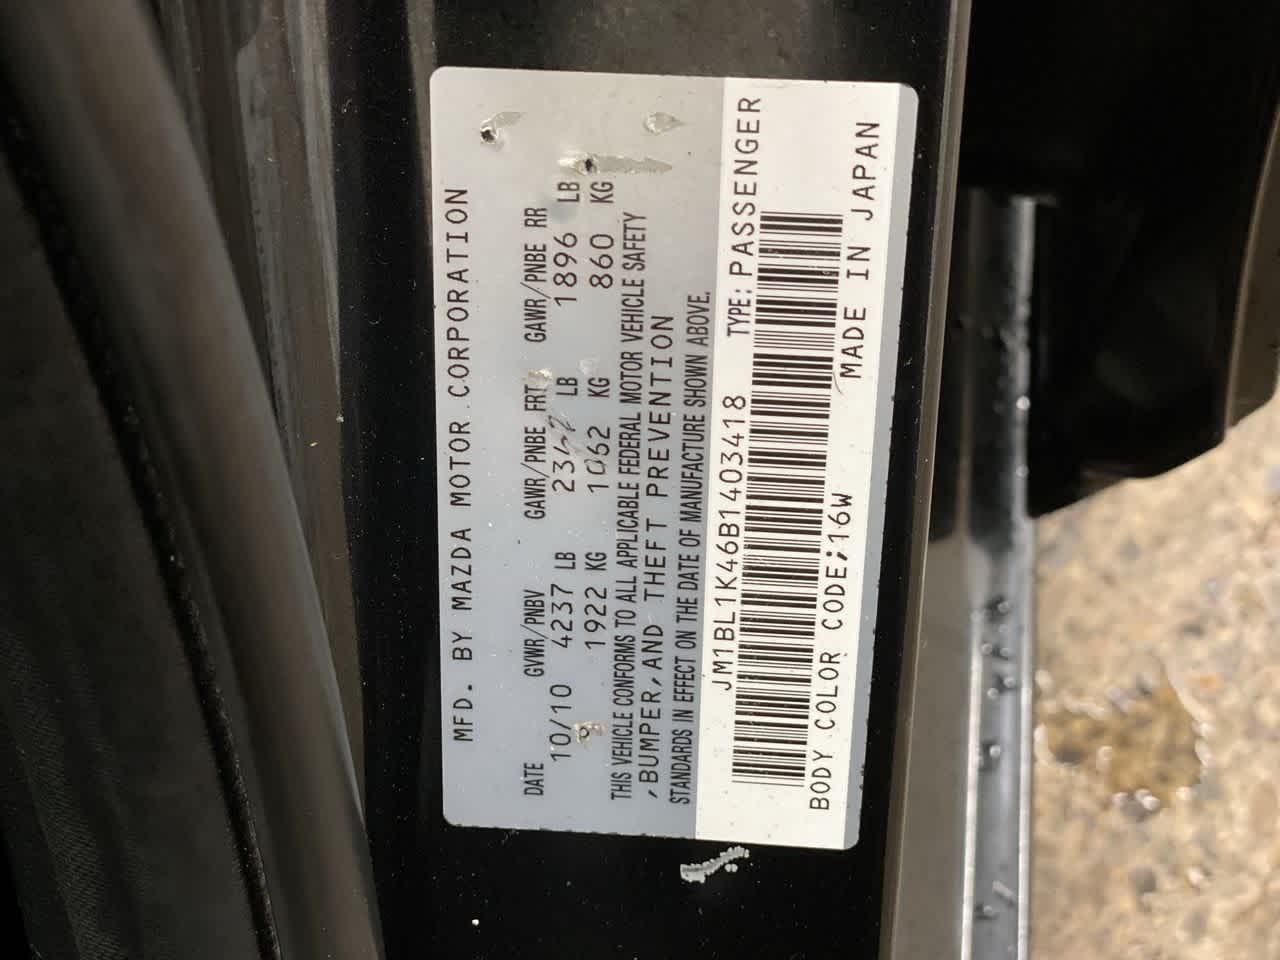 MFD. BY MAZDA MOTOR CORPORATION
DATE GVWR/PNBV GAWR/PNBE FRT GAWR/PNBE RR
10/10 4237 LB LB 1896 LB
9 1922 KG 1062 KG 860 KG
THIS VEHICLE CONFORMS TO ALL APPLICABLE FEDERAL MOTOR VEHICLE SAFETY
,BUMPER,AND THEFT PREVENTION
STANDARDS IN EFFECT ON THE DATE OF MANUFACTURE SHOWN ABOVE.
JM1BL1K46B1403418 TYPE: PASSENGER
BODY COLOR CODE;16W MADE IN JAPAN